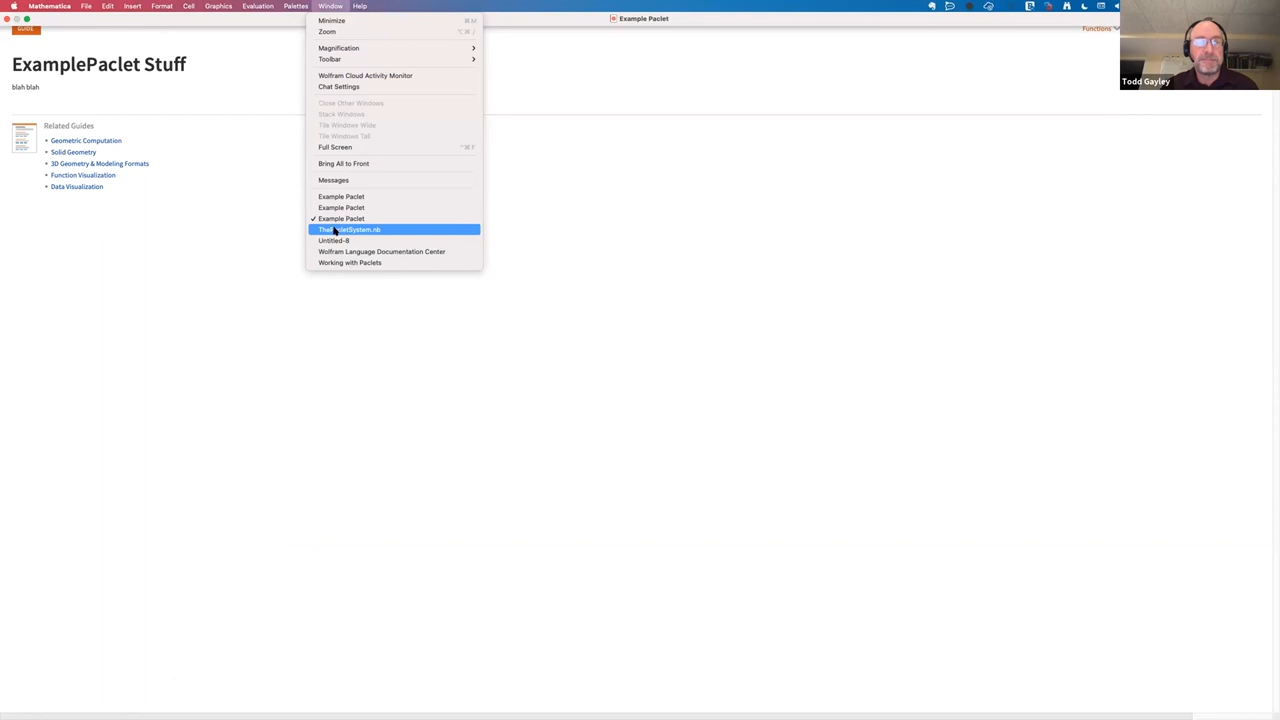 Mathematica File Edit Insert Format Cell Graphics Evaluation Palettes Window Help
Example Paclet
GUIDE
Functions
ExamplePaclet Stuff
blah blah
Related Guides
Geometric Computation
Solid Geometry
3D Geometry & Modeling Formats
Function Visualization
Data Visualization
Minimize ⌘M
Zoom ⌥⌘/
Magnification
Toolbar
Wolfram Cloud Activity Monitor
Chat Settings
Close Other Windows
Stack Windows
Tile Windows Wide
Tile Windows Tall
Full Screen ^⌘F
Bring All to Front
Messages
Example Paclet
Example Paclet
✓ Example Paclet
Untitled-8
Wolfram Language Documentation Center
Working with Paclets
Todd Gayley